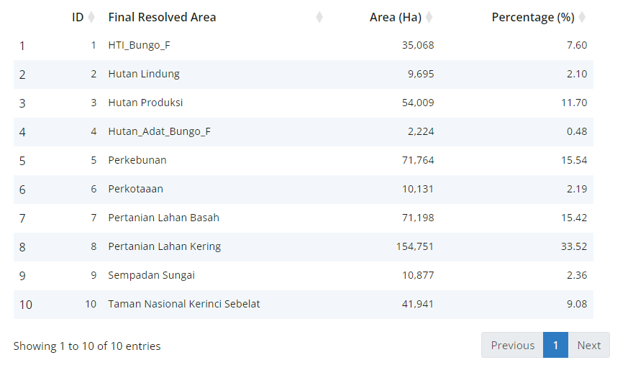 ID Final Resolved Area Area (Ha) Percentage (%)
1 1 HTI_Bungo_F 35,068 7.60
2 2 Hutan Lindung 9,695 2.10
3 3 Hutan Produksi 54,009 11.70
4 4 Hutan_Adat_Bungo_F 2,224 0.48
5 5 Perkebunan 71,764 15.54
6 6 Perkotaaan 10,131 2.19
7 7 Pertanian Lahan Basah 71,198 15.42
8 8 Pertanian Lahan Kering 154,751 33.52
9 9 Sempadan Sungai 10,877 2.36
10 10 Taman Nasional Kerinci Sebelat 41,941 9.08
Showing 1 to 10 of 10 entries Previous 1 Next